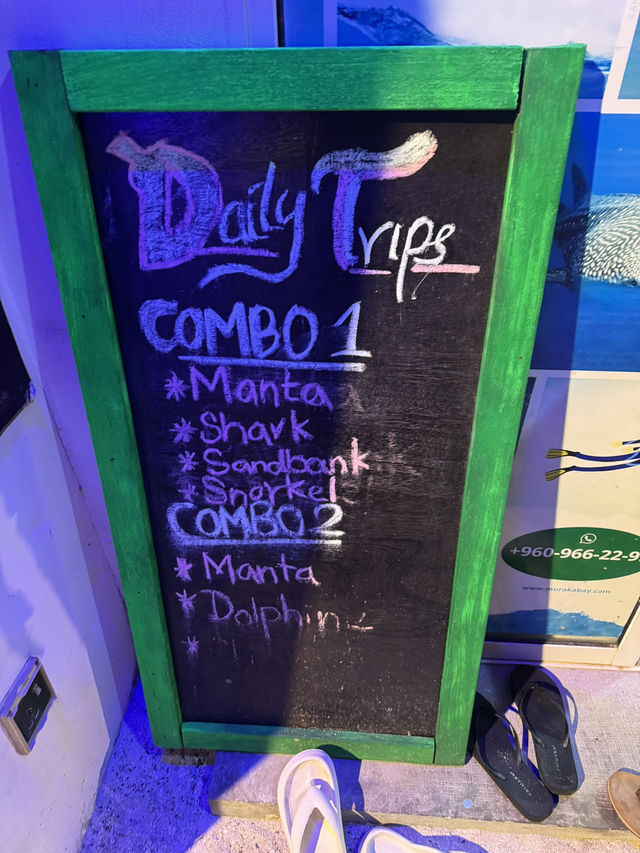 Daily Trips
COMBO 1
* Manta
* Shark
* Sandbank
* Snorkel
COMBO 2
* Manta
* Dolphin
*
+960-966-22-9
www.murakabay.com